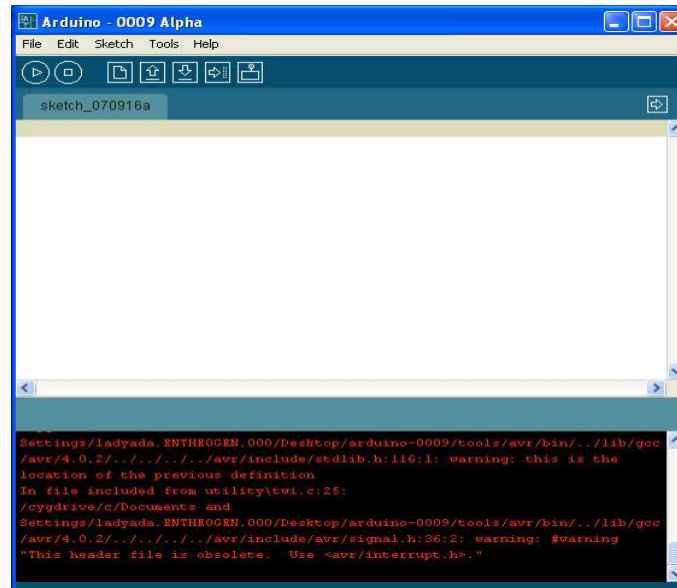 Arduino - 0009 Alpha
File Edit Sketch Tools Help
sketch_070916a
Settings/ladyada.ENTHEOGEN.000/Desktop/arduino-0009/tools/avr/bin/../lib/gcc
/avr/4.0.2/../../../../avr/include/stdlib.h:116:1: warning: this is the
location of the previous definition
In file included from utility\twi.c:25:
/cygdrive/c/Documents and
Settings/ladyada.ENTHEOGEN.000/Desktop/arduino-0009/tools/avr/bin/../lib/gcc
/avr/4.0.2/../../../../avr/include/avr/signal.h:36:2: warning: #warning
"This header file is obsolete.  Use <avr/interrupt.h>."